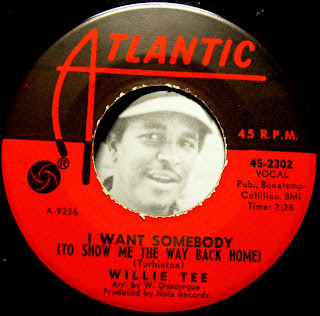 ATLANTIC
®
45 R.P.M.
45-2302
VOCAL
Pub., Bonatemp-
Cotillion, BMI
Time: 2:28
A-9236
I WANT SOMEBODY
(TO SHOW ME THE WAY BACK HOME)
(Turbinton)
WILLIE TEE
Arr. by W. Quezergue
Produced by Nola Records